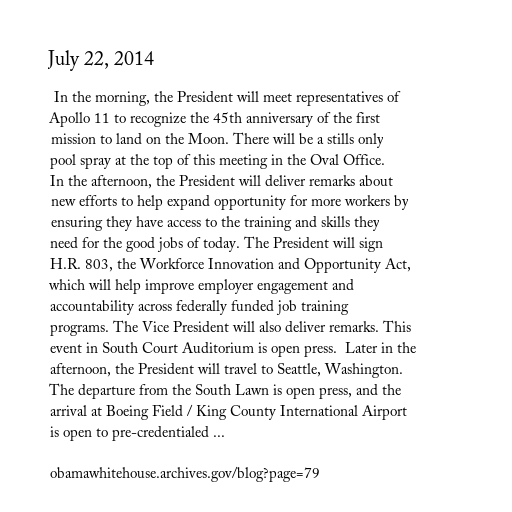 July 22, 2014
In the morning, the President will meet representatives of
Apollo 11 to recognize the 45th anniversary of the first
mission to land on the Moon. There will be a stills only
pool spray at the top of this meeting in the Oval Office.
In the afternoon, the President will deliver remarks about
new efforts to help expand opportunity for more workers by
ensuring they have access to the training and skills they
need for the good jobs of today. The President will sign
H.R. 803, the Workforce Innovation and Opportunity Act,
which will help improve employer engagement and
accountability across federally funded job training
programs. The Vice President will also deliver remarks. This
event in South Court Auditorium is open press.  Later in the
afternoon, the President will travel to Seattle, Washington.
The departure from the South Lawn is open press, and the
arrival at Boeing Field / King County International Airport
is open to pre-credentialed ...
obamawhitehouse.archives.gov/blog?page=79